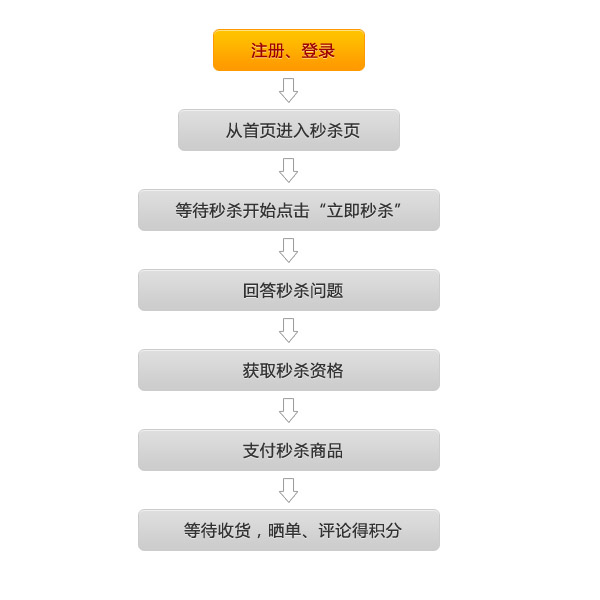 注册、登录
从首页进入秒杀页
等待秒杀开始点击“立即秒杀”
回答秒杀问题
获取秒杀资格
支付秒杀商品
等待收货，晒单、评论得积分